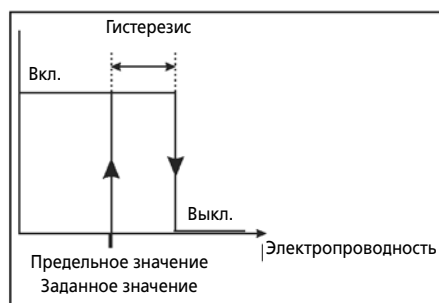 Гистерезис
Вкл.
Выкл.
Электропроводность
Предельное значение
Заданное значение